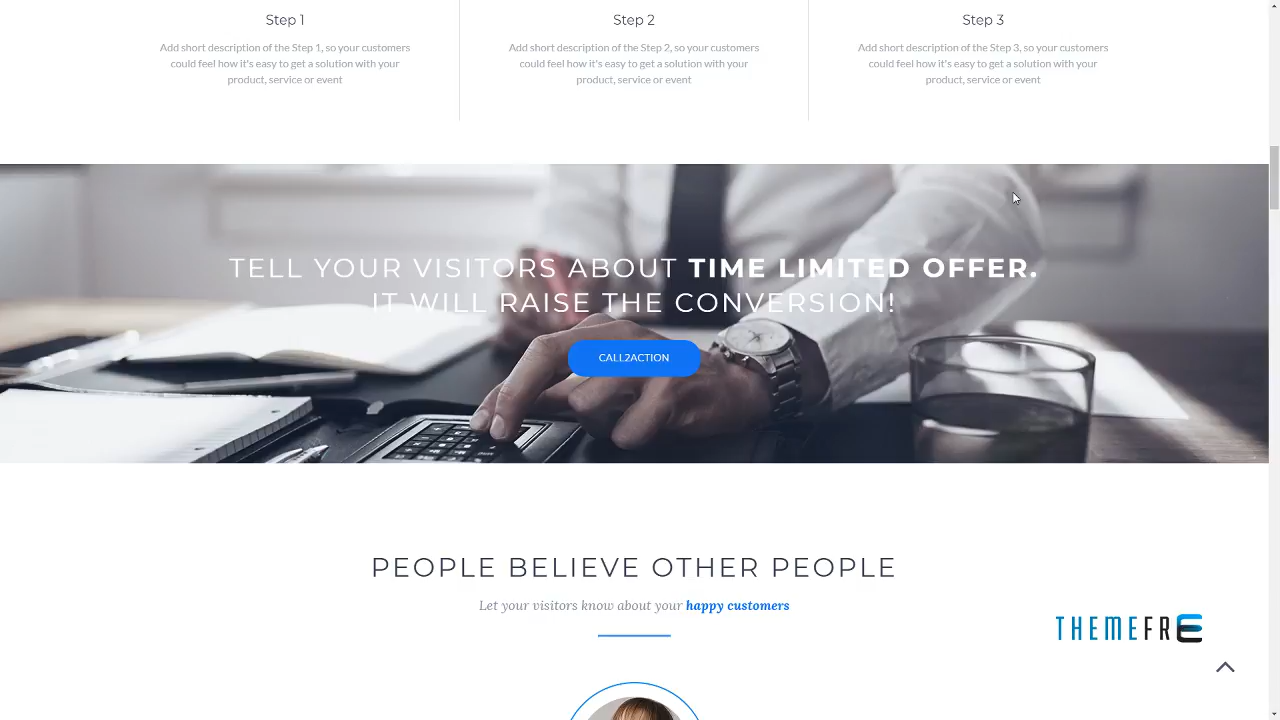 Step 1
Add short description of the Step 1, so your customers
could feel how it's easy to get a solution with your
product, service or event
Step 2
Add short description of the Step 2, so your customers
could feel how it's easy to get a solution with your
product, service or event
Step 3
Add short description of the Step 3, so your customers
could feel how it's easy to get a solution with your
product, service or event
TELL YOUR VISITORS ABOUT TIME LIMITED OFFER.
IT WILL RAISE THE CONVERSION!
CALL2ACTION
PEOPLE BELIEVE OTHER PEOPLE
Let your visitors know about your happy customers
THEMEFRE